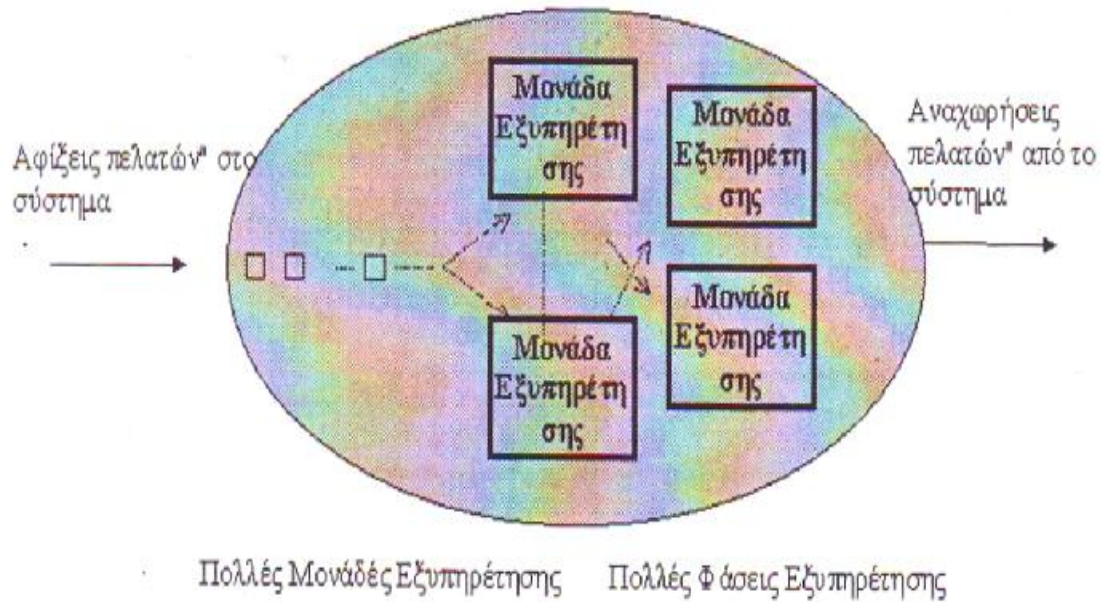 Αφίξεις πελατών" στο
σύστημα
Μονάδα
Εξυπηρέτη
σης
Μονάδα
Εξυπηρέτη
σης
Αναχωρήσεις
πελατών" από το
σύστημα
Μονάδα
Εξυπηρέτη
σης
Μονάδα
Εξυπηρέτη
σης
Πολλές Μονάδές Εξυπηρέτησης Πολλές Φάσεις Εξυπηρέτησης